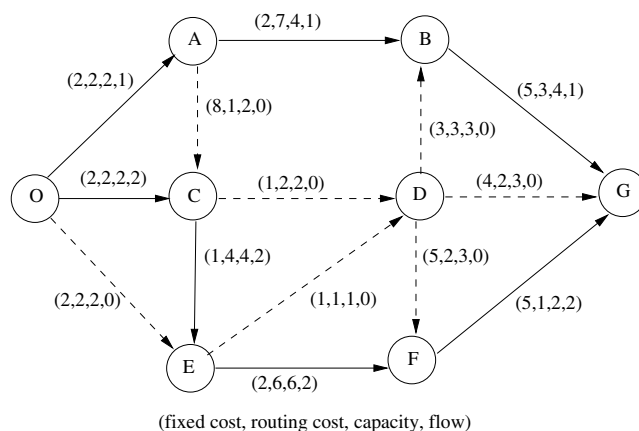 (2,7,4,1)
A
B
(2,2,2,1)
(8,1,2,0)
(5,3,4,1)
(3,3,3,0)
O
(2,2,2,2)
C
(1,2,2,0)
D
(4,2,3,0)
G
(1,4,4,2)
(5,2,3,0)
(2,2,2,0)
(1,1,1,0)
(5,1,2,2)
E
F
(2,6,6,2)
(fixed cost, routing cost, capacity, flow)